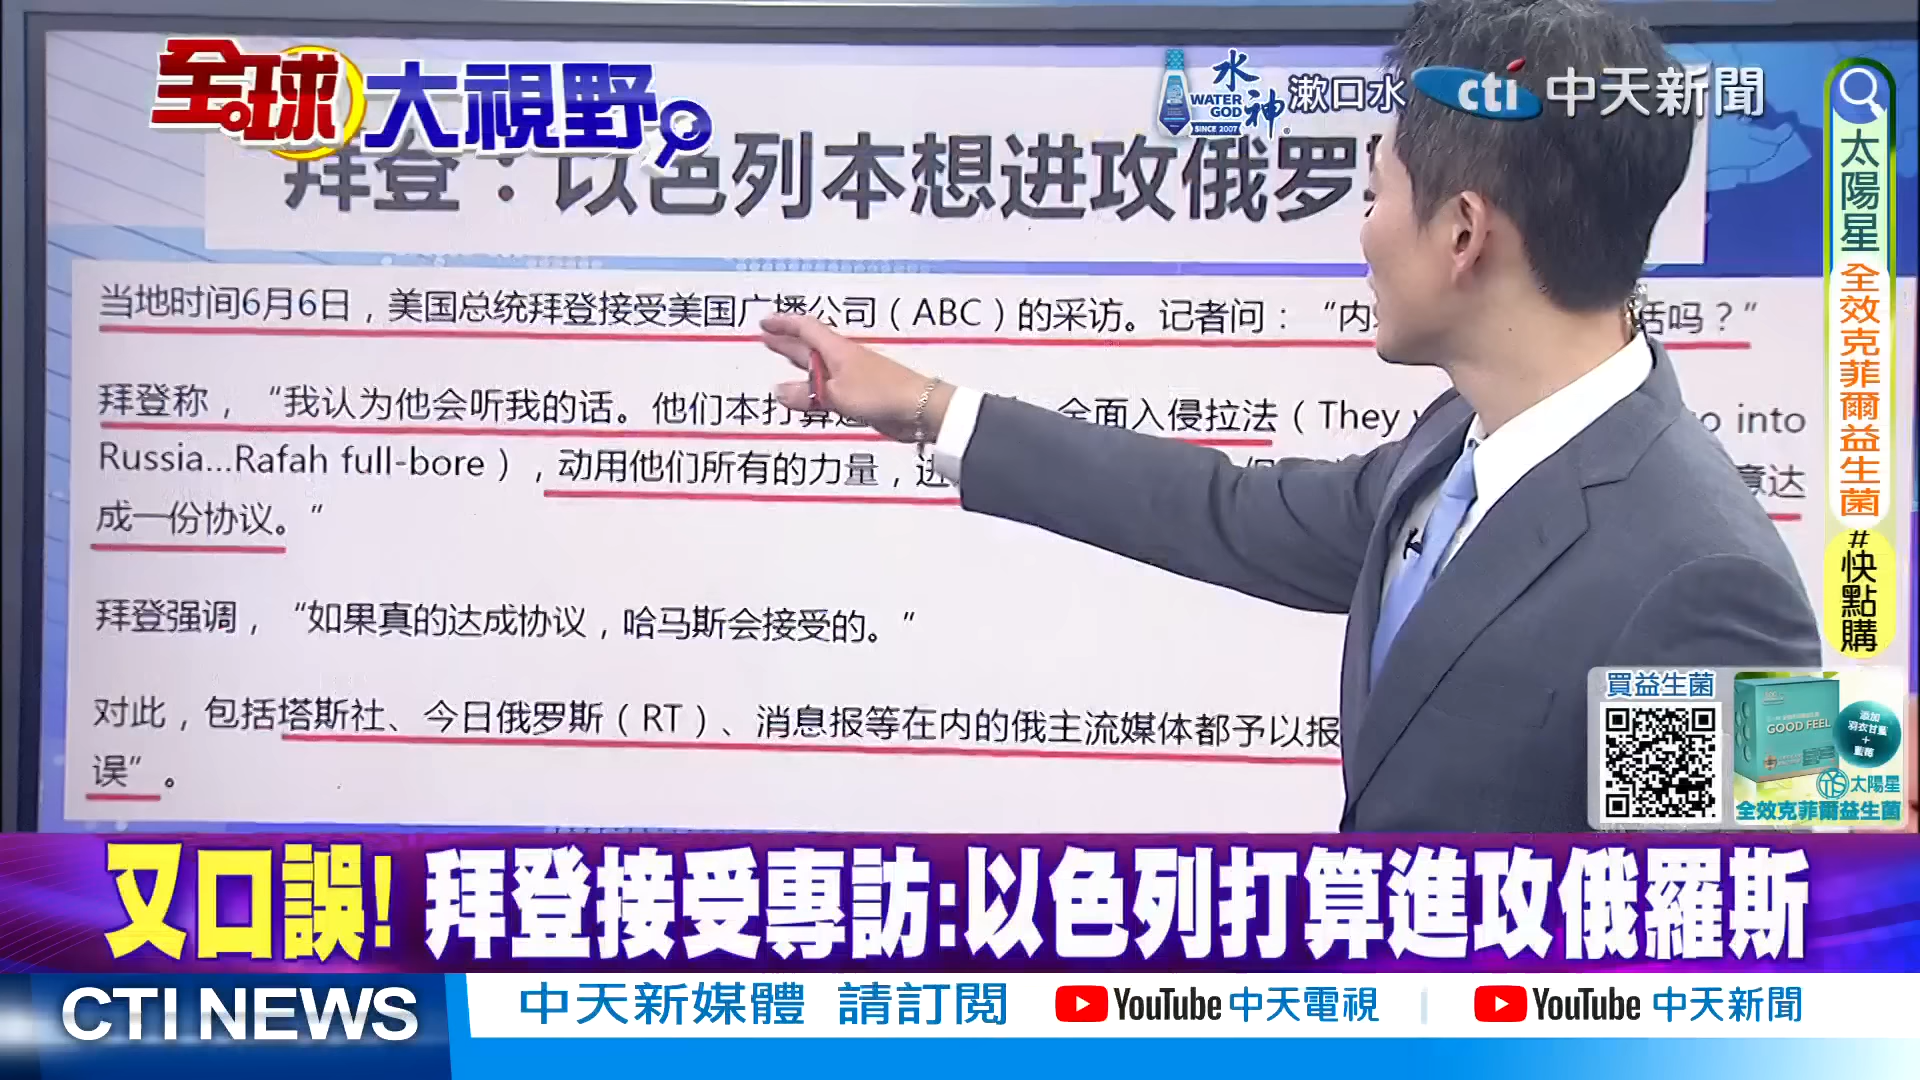 全球大視野
水神
WATER GOD
SINCE 2007
漱口水
cti 中天新聞
拜登：以色列本想进攻俄罗
当地时间6月6日，美国总统拜登接受美国广播公司（ABC）的采访。记者问：“内 话吗？”
拜登称，“我认为他会听我的话。他们本打算 全面入侵拉法（They o into
Russia...Rafah full-bore），动用他们所有的力量，进 意达
成一份协议。”
拜登强调，“如果真的达成协议，哈马斯会接受的。”
对此，包括塔斯社、今日俄罗斯（RT）、消息报等在内的俄主流媒体都予以报
误”。
太陽星
全效克菲爾益生菌
#快點購
買益生菌
GOOD FEEL
添加
羽衣甘藍
+
藍莓
太陽星
全效克菲爾益生菌
又口誤! 拜登接受專訪:以色列打算進攻俄羅斯
CTI NEWS
中天新媒體 請訂閱 YouTube 中天電視 | YouTube 中天新聞